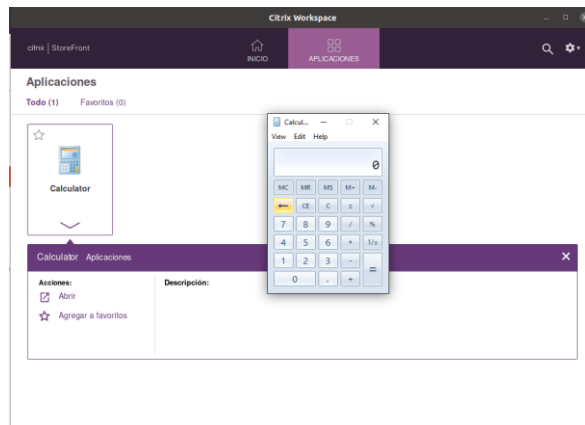 Citrix Workspace
citrix | StoreFront
INICIO
APLICACIONES
Aplicaciones
Todo (1) Favoritos (0)
Calculator
Calcul...
View Edit Help
0
MC MR MS M+ M-
← CE C ± √
7 8 9 / %
4 5 6 * 1/x
1 2 3 - =
0 . +
Calculator Aplicaciones
Acciones:
Descripción:
Abrir
Agregar a favoritos